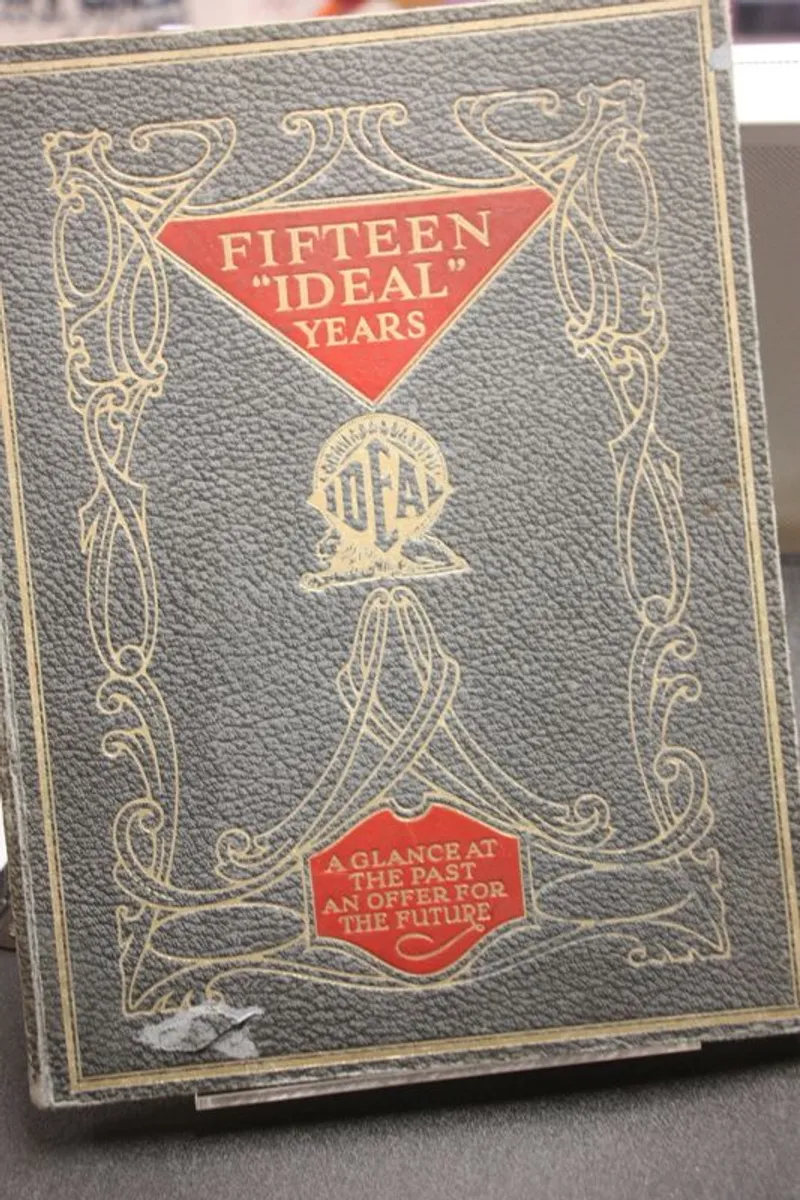 FIFTEEN
“IDEAL”
YEARS
IDEAL
A GLANCE AT
THE PAST
AN OFFER FOR
THE FUTURE